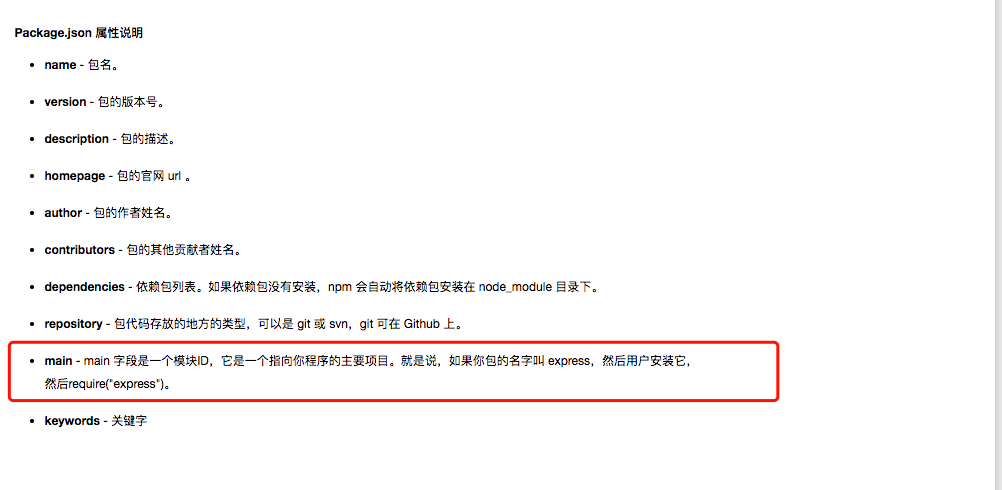 Package.json 属性说明
• name - 包名。
• version - 包的版本号。
• description - 包的描述。
• homepage - 包的官网 url 。
• author - 包的作者姓名。
• contributors - 包的其他贡献者姓名。
• dependencies - 依赖包列表。如果依赖包没有安装，npm 会自动将依赖包安装在 node_module 目录下。
• repository - 包代码存放的地方的类型，可以是 git 或 svn，git 可在 Github 上。
• main - main 字段是一个模块ID，它是一个指向你程序的主要项目。就是说，如果你包的名字叫 express，然后用户安装它，
然后require("express")。
• keywords - 关键字